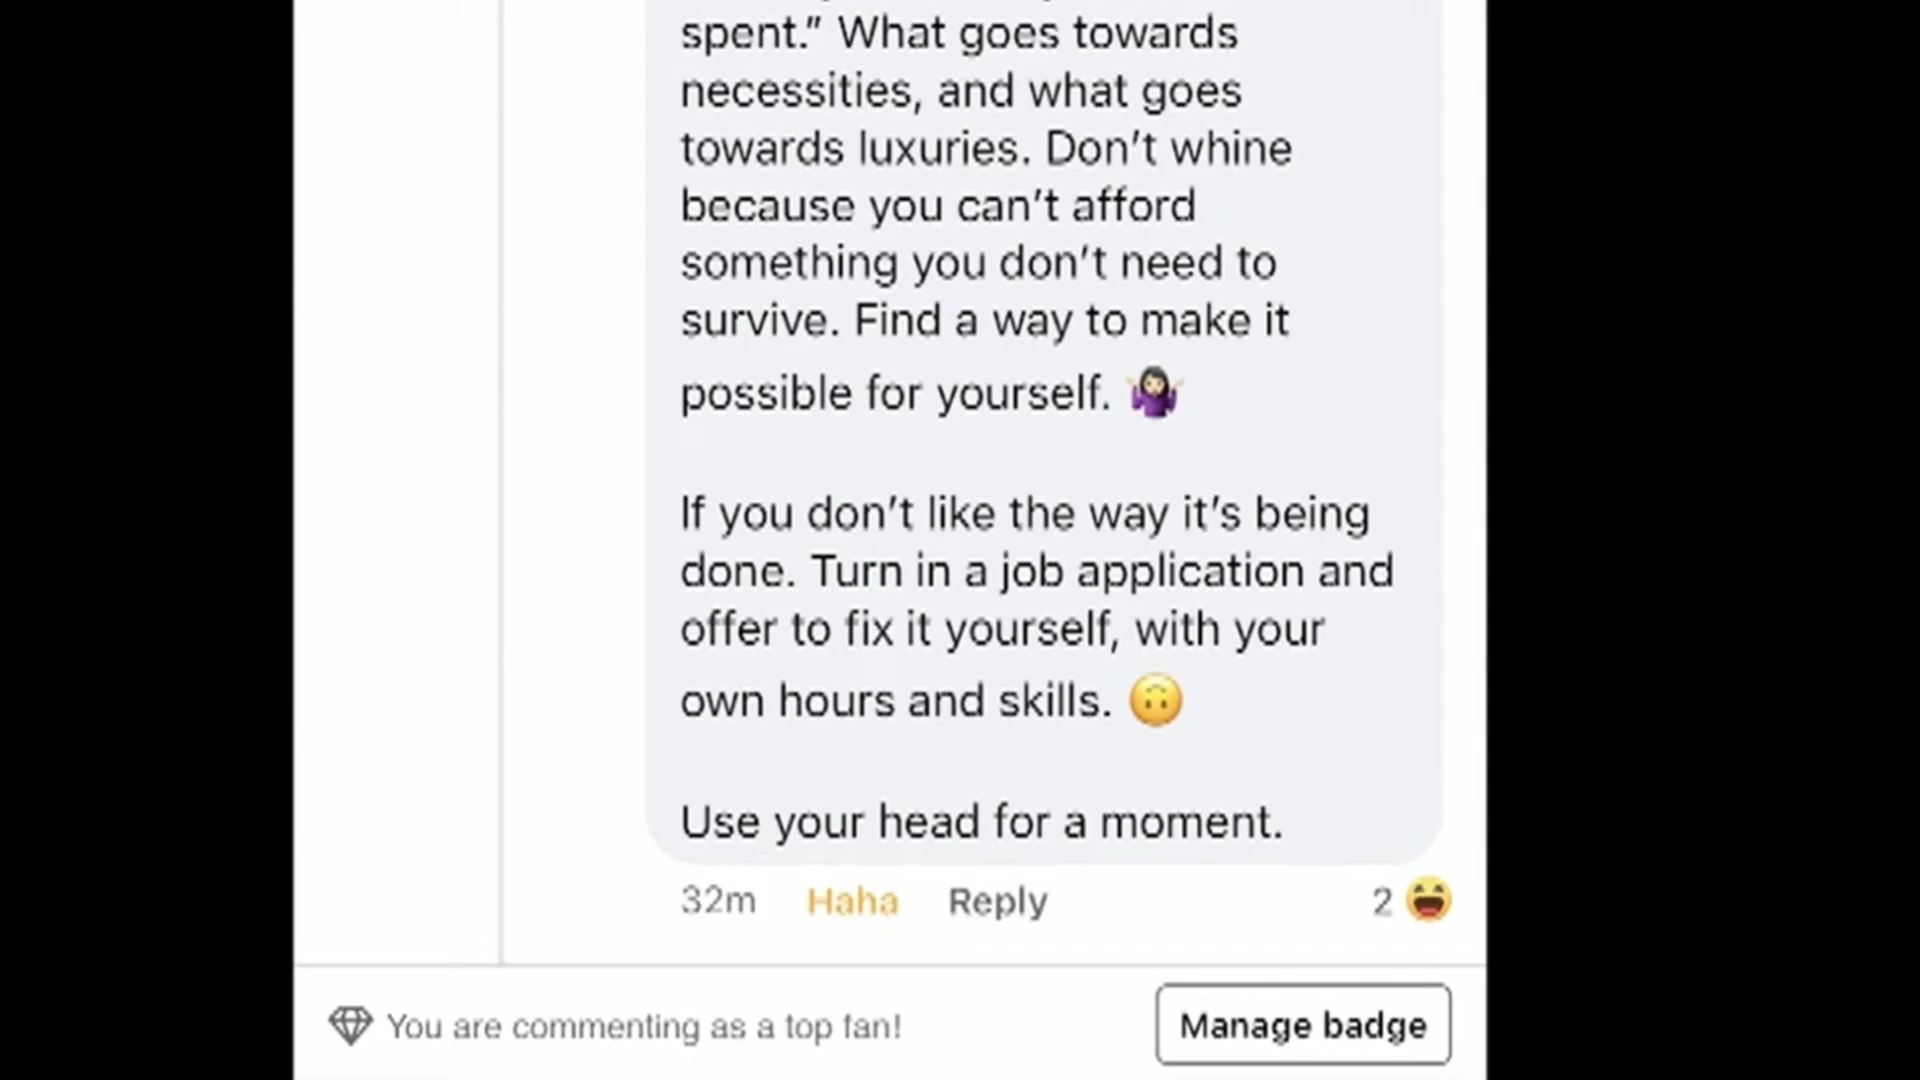 spent.” What goes towards
necessities, and what goes
towards luxuries. Don’t whine
because you can’t afford
something you don’t need to
survive. Find a way to make it
possible for yourself. 🤷🏻‍♀️
If you don’t like the way it’s being
done. Turn in a job application and
offer to fix it yourself, with your
own hours and skills. 🙃
Use your head for a moment.
32m Haha Reply 2 😆
You are commenting as a top fan! Manage badge